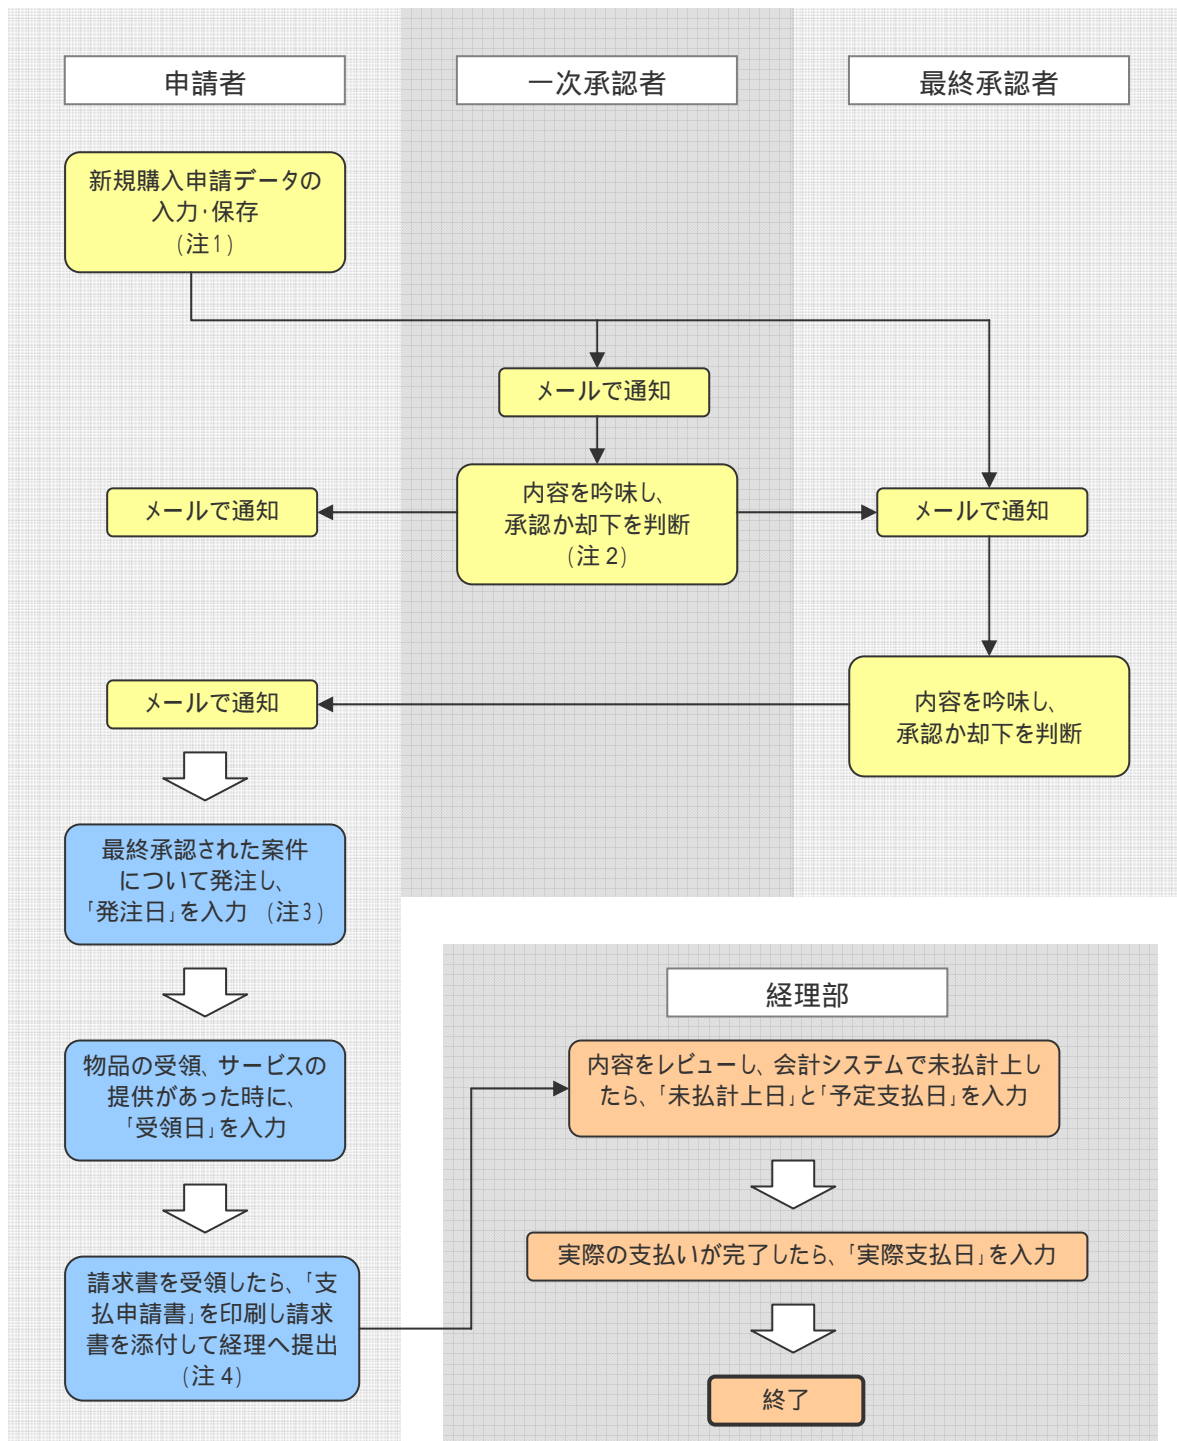 申請者
一次承認者
最終承認者
新規購入申請データの
入力・保存
(注1)
メールで通知
メールで通知
内容を吟味し、
承認か却下を判断
(注2)
メールで通知
メールで通知
内容を吟味し、
承認か却下を判断
最終承認された案件
について発注し、
「発注日」を入力 (注3)
物品の受領、サービスの
提供があった時に、
「受領日」を入力
請求書を受領したら、「支
払申請書」を印刷し請求
書を添付して経理へ提出
(注4)
経理部
内容をレビューし、会計システムで未払計上し
たら、「未払計上日」と「予定支払日」を入力
実際の支払いが完了したら、「実際支払日」を入力
終了